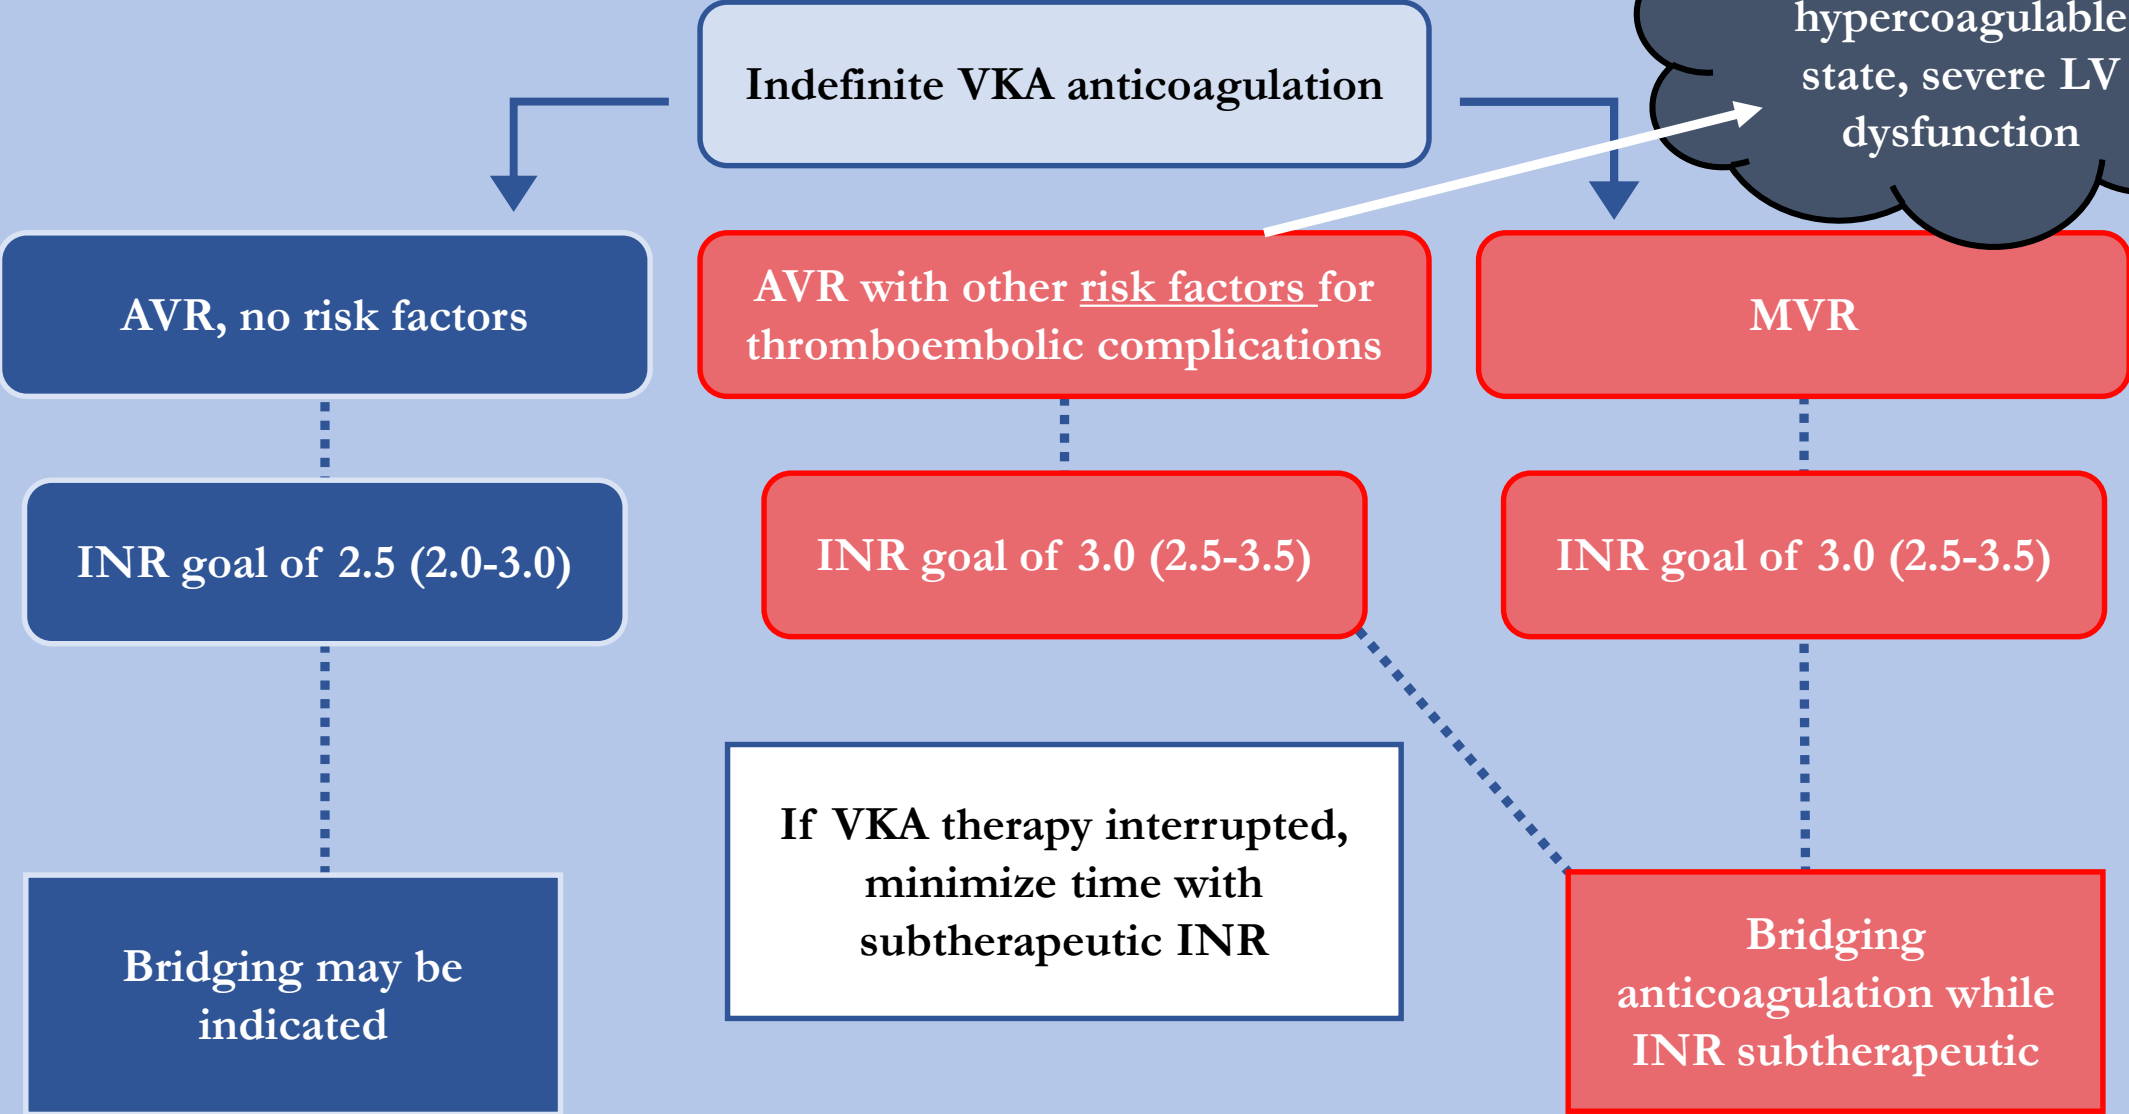 hypercoagulable
state, severe LV
dysfunction
Indefinite VKA anticoagulation
AVR, no risk factors
AVR with other risk factors for
thromboembolic complications
MVR
INR goal of 2.5 (2.0-3.0)
INR goal of 3.0 (2.5-3.5)
INR goal of 3.0 (2.5-3.5)
If VKA therapy interrupted,
minimize time with
subtherapeutic INR
Bridging may be
indicated
Bridging
anticoagulation while
INR subtherapeutic